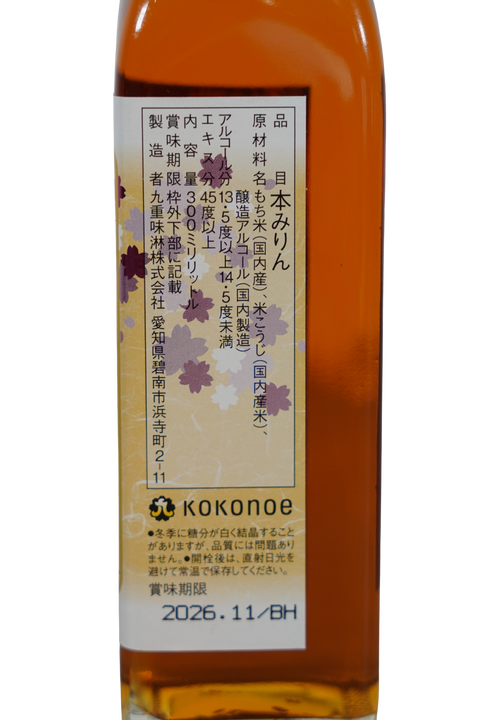 品目 本みりん
原材料名 もち米(国内産)、米こうじ(国内産米)、
醸造アルコール(国内製造)
アルコール分 13・5度以上14・5度未満
エキス分 45度以上
内容量 300ミリリットル
賞味期限 枠外下部に記載
製造者 九重味淋株式会社 愛知県碧南市浜寺町2-11
九 KOKONOE
●冬季に糖分が白く結晶すること
がありますが、品質には問題あり
ません。●開栓後は、直射日光を
避けて常温で保存してください。
賞味期限
2026.11/BH